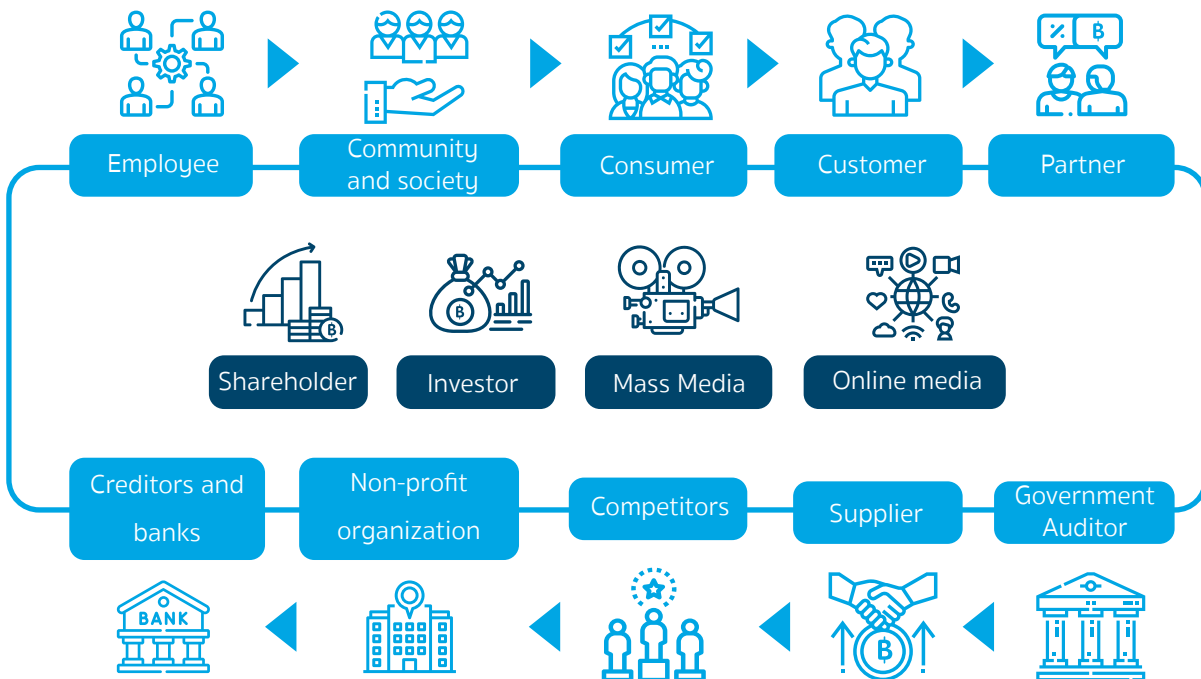 Employee
Community
and society
Consumer
Customer
Partner
Shareholder
Investor
Mass Media
Online media
Creditors and
banks
Non-profit
organization
Competitors
Supplier
Government
Auditor
BANK